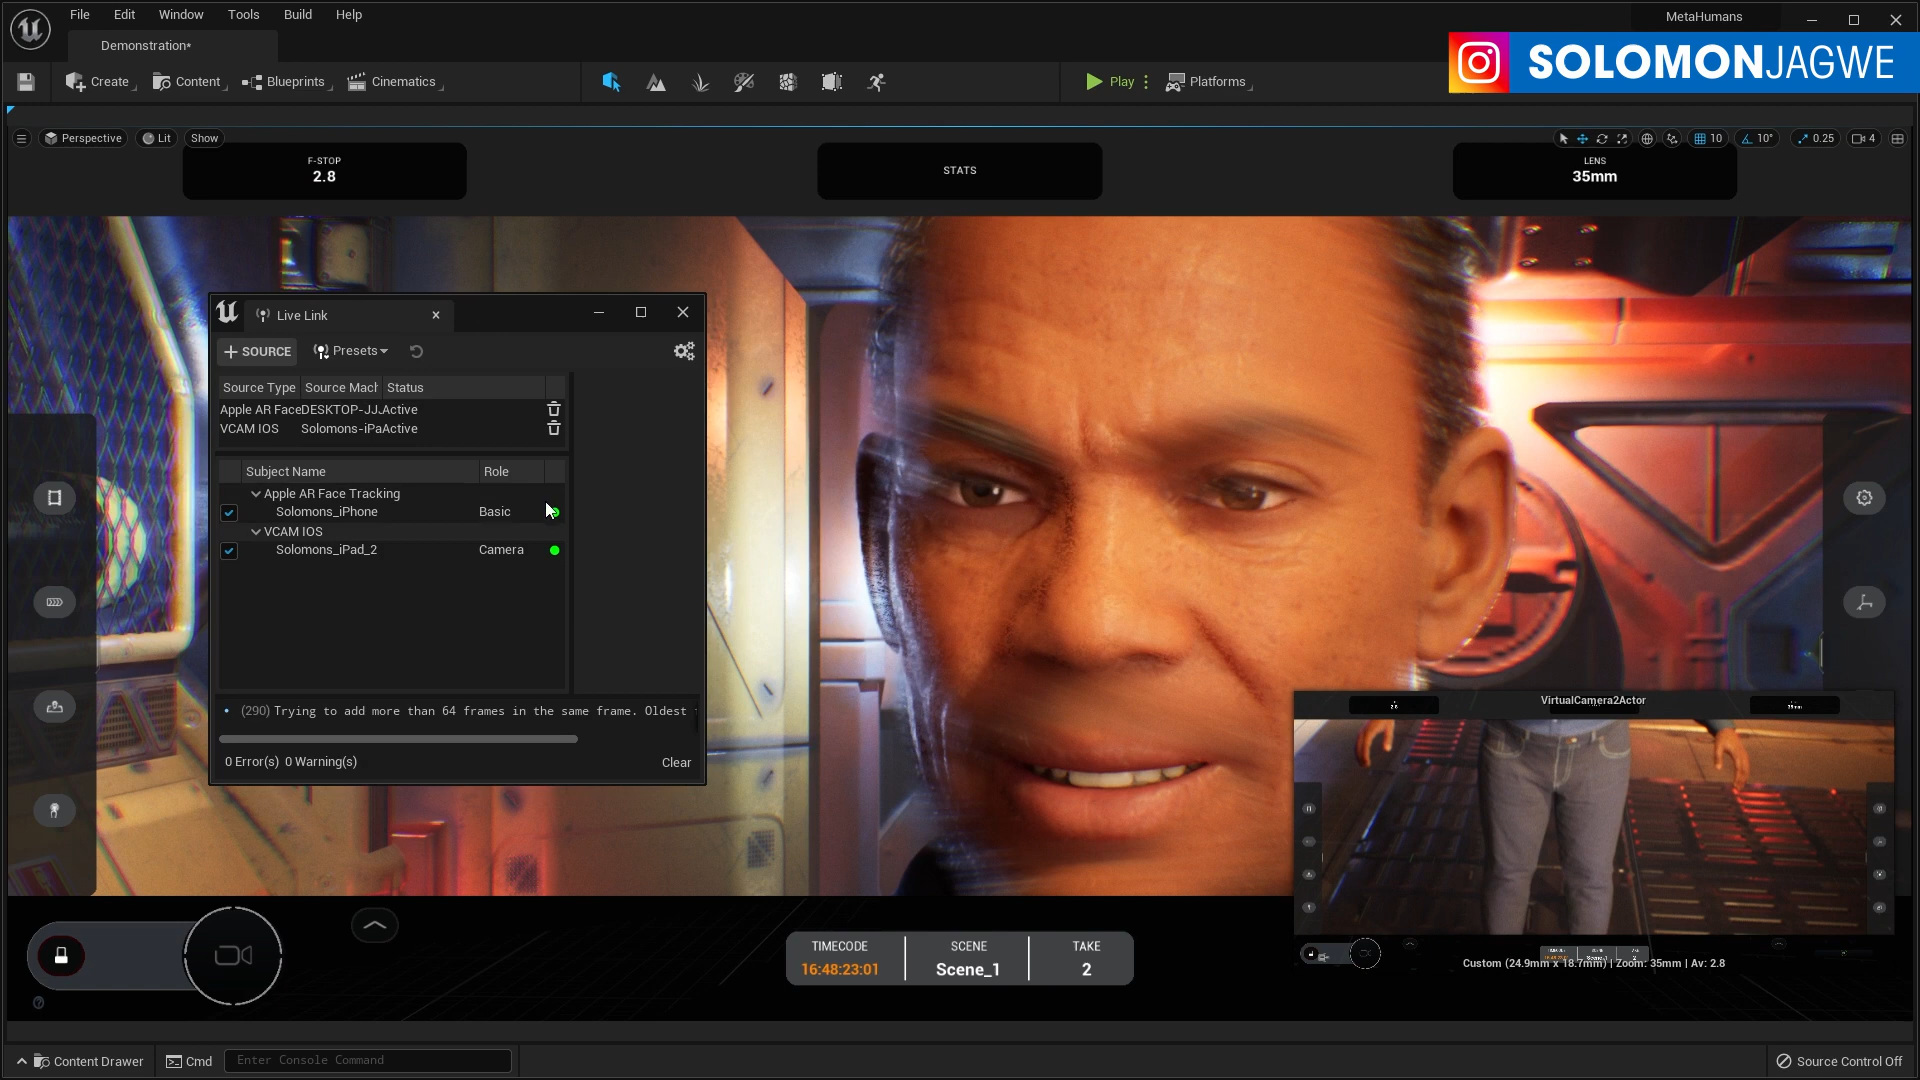 File Edit Window Tools Build Help
MetaHumans
Demonstration*
SOLOMONJAGWE
Create Content Blueprints Cinematics Play Platforms
Perspective Lit Show
10 10° 0.25 4
F-STOP
2.8
STATS
LENS
35mm
Live Link
SOURCE Presets
Source Type Source Macl Status
Apple AR Face DESKTOP-JJ. Active
VCAM IOS Solomons-iPa Active
Subject Name Role
Apple AR Face Tracking
Solomons_iPhone Basic
VCAM IOS
Solomons_iPad_2 Camera
(290) Trying to add more than 64 frames in the same frame. Oldest
0 Error(s) 0 Warning(s)
Clear
VirtualCamera2Actor
TIMECODE SCENE TAKE
16:48:23:01 Scene_1 2
Custom (24.9mm x 18.7mm) | Zoom: 35mm | Av: 2.8
Content Drawer Cmd Enter Console Command
Source Control Off